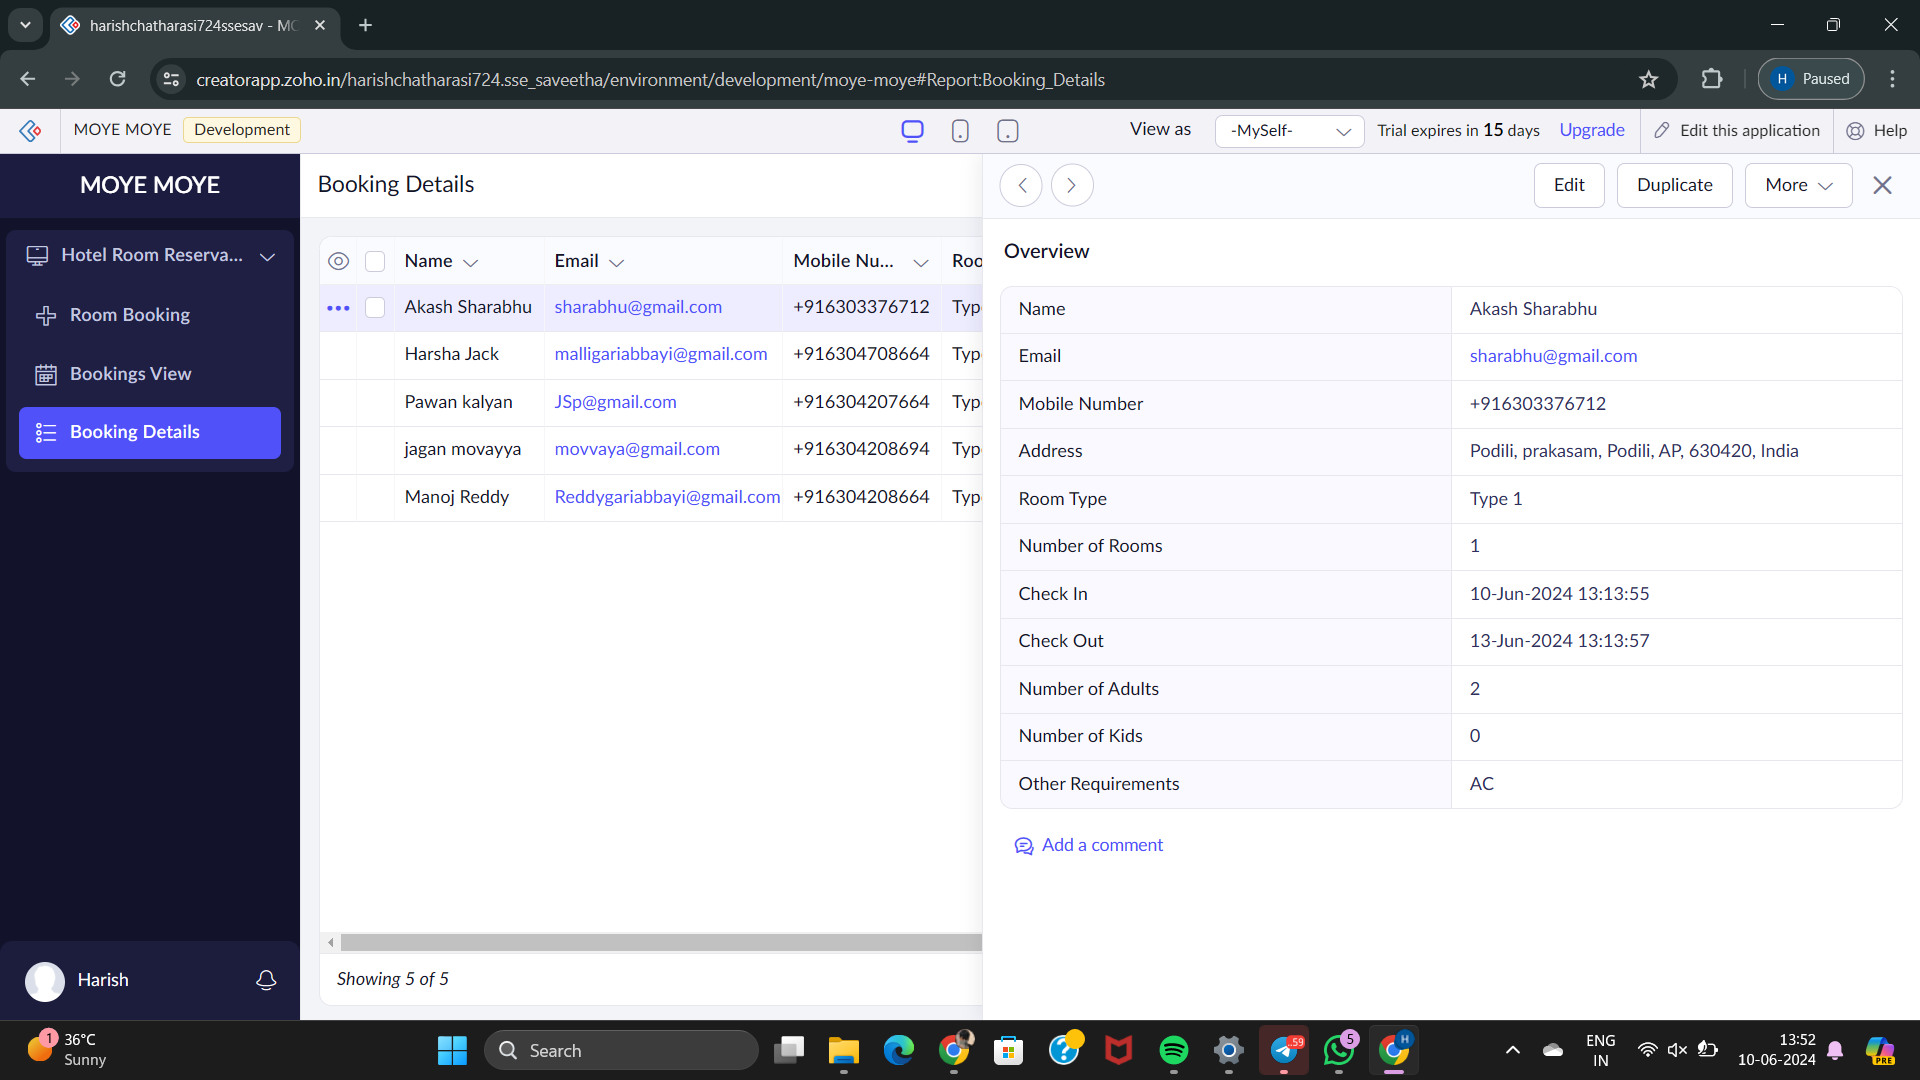 harishchatharasi724ssesav - MO
creatorapp.zoho.in/harishchatharasi724.sse_saveetha/environment/development/moye-moye#Report:Booking_Details
H Paused
MOYE MOYE Development View as -MySelf- Trial expires in 15 days Upgrade Edit this application Help
MOYE MOYE
Hotel Room Reserva...
Room Booking
Bookings View
Booking Details
Harish
Booking Details
Name Email Mobile Nu... Roo
Akash Sharabhu sharabhu@gmail.com +916303376712 Typ
Harsha Jack malligariabbayi@gmail.com +916304708664 Typ
Pawan kalyan JSp@gmail.com +916304207664 Typ
jagan movayya movvaya@gmail.com +916304208694 Typ
Manoj Reddy Reddygariabbayi@gmail.com +916304208664 Typ
Showing 5 of 5
Edit Duplicate More
Overview
Name Akash Sharabhu
Email sharabhu@gmail.com
Mobile Number +916303376712
Address Podili, prakasam, Podili, AP, 630420, India
Room Type Type 1
Number of Rooms 1
Check In 10-Jun-2024 13:13:55
Check Out 13-Jun-2024 13:13:57
Number of Adults 2
Number of Kids 0
Other Requirements AC
Add a comment
1 36°C
Sunny
Search
.59
5
H
ENG
IN
13:52
10-06-2024
PRE